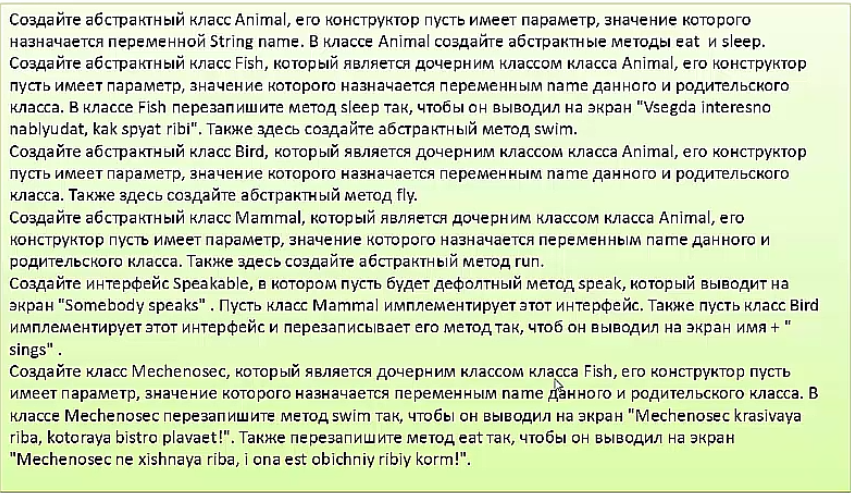 Создайте абстрактный класс Animal, его конструктор пусть имеет параметр, значение которого
назначается переменной String name. В классе Animal создайте абстрактные методы eat и sleep.
Создайте абстрактный класс Fish, который является дочерним классом класса Animal, его конструктор
пусть имеет параметр, значение которого назначается переменным name данного и родительского
класса. В классе Fish перезапишите метод sleep так, чтобы он выводил на экран "Vsegda interesno
nablyudat, kak spyat ribi". Также здесь создайте абстрактный метод swim.
Создайте абстрактный класс Bird, который является дочерним классом класса Animal, его конструктор
пусть имеет параметр, значение которого назначается переменным name данного и родительского
класса. Также здесь создайте абстрактный метод fly.
Создайте абстрактный класс Mammal, который является дочерним классом класса Animal, его
конструктор пусть имеет параметр, значение которого назначается переменным name данного и
родительского класса. Также здесь создайте абстрактный метод run.
Создайте интерфейс Speakable, в котором пусть будет дефолтный метод speak, который выводит на
экран "Somebody speaks" . Пусть класс Mammal имплементирует этот интерфейс. Также пусть класс Bird
имплементирует этот интерфейс и перезаписывает его метод так, чтоб он выводил на экран имя + "
sings" .
Создайте класс Mechenosec, который является дочерним классом класса Fish, его конструктор пусть
имеет параметр, значение которого назначается переменным name данного и родительского класса. В
классе Mechenosec перезапишите метод swim так, чтобы он выводил на экран "Mechenosec krasivaya
riba, kotoraya bistro plavaet!". Также перезапишите метод eat так, чтобы он выводил на экран
"Mechenosec ne xishnaya riba, i ona est obichniy ribiy korm!".